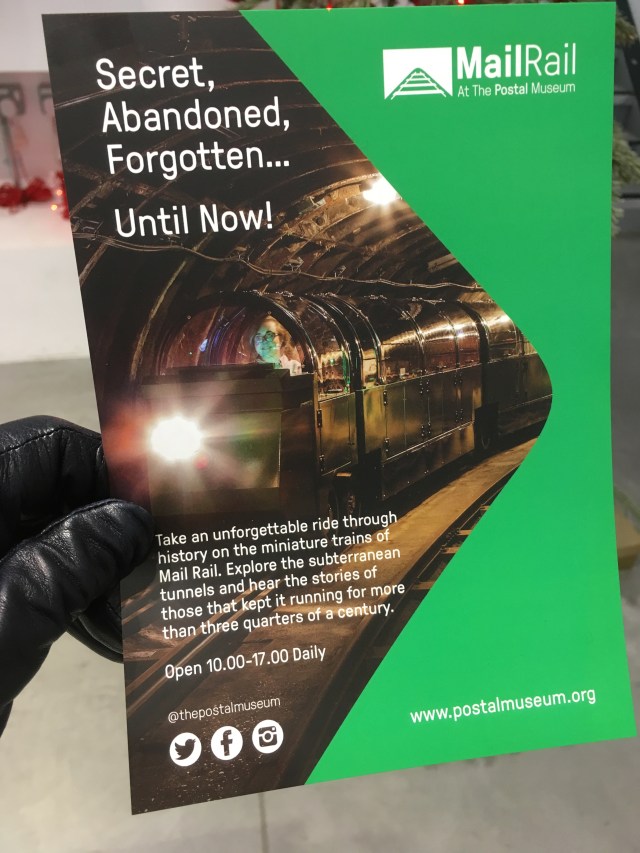 Secret,
Abandoned,
Forgotten...
Until Now!
MailRail
At The Postal Museum
Take an unforgettable ride through
history on the miniature trains of
Mail Rail. Explore the subterranean
tunnels and hear the stories of
those that kept it running for more
than three quarters of a century.
Open 10.00-17.00 Daily
@thepostalmuseum
www.postalmuseum.org